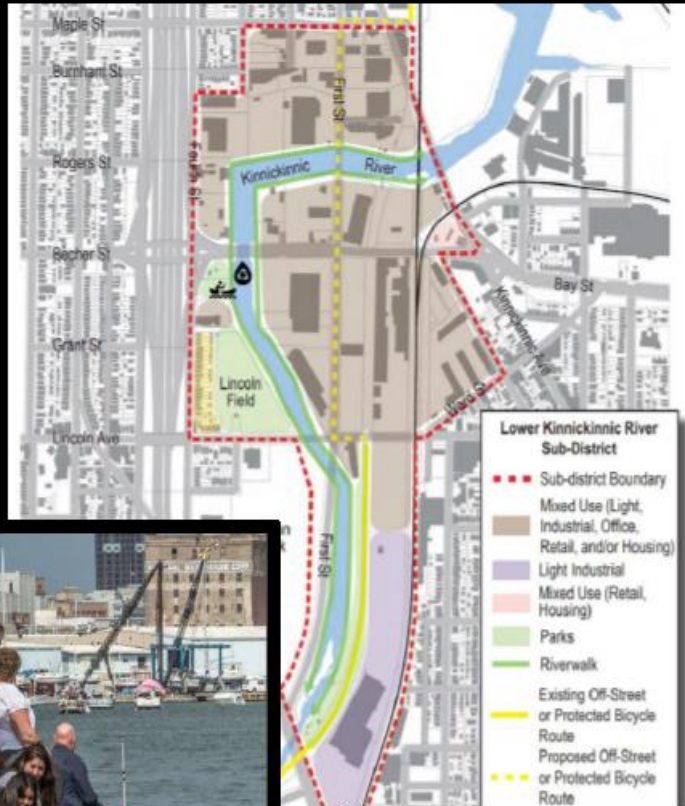 Maple St
Burnham St
First St
Rogers St
Fourth St
Kinnickinnic
River
Becher St
Bay St
Kinnickinnic Ave
Grant St
Lincoln
Field
Ward St
Lincoln Ave
First St
Lower Kinnickinnic River
Sub-District
Sub-district Boundary
Mixed Use (Light,
Industrial, Office,
Retail, and/or Housing)
Light Industrial
Mixed Use (Retail,
Housing)
Parks
Riverwalk
Existing Off-Street
or Protected Bicycle
Route
Proposed Off-Street
or Protected Bicycle
Route